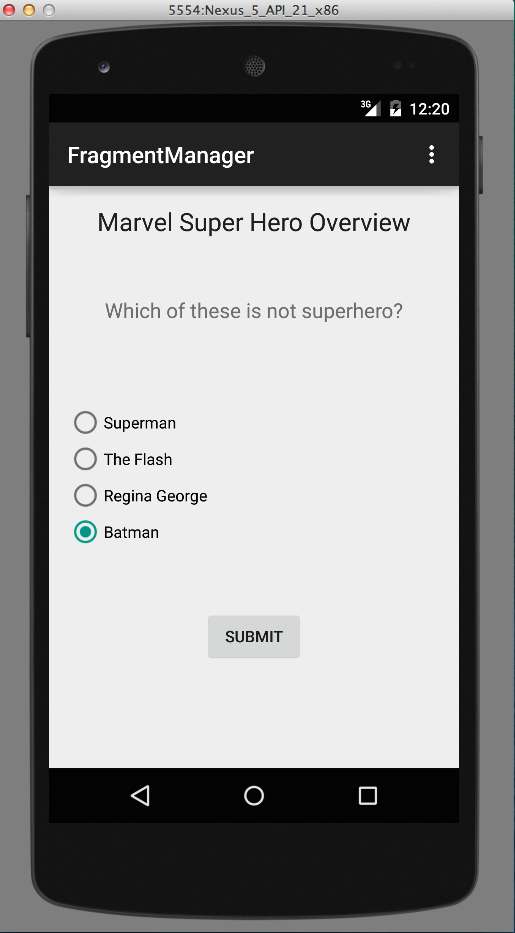 5554:Nexus_5_API_21_x86
3G 12:20
FragmentManager
Marvel Super Hero Overview
Which of these is not superhero?
Superman
The Flash
Regina George
Batman
SUBMIT